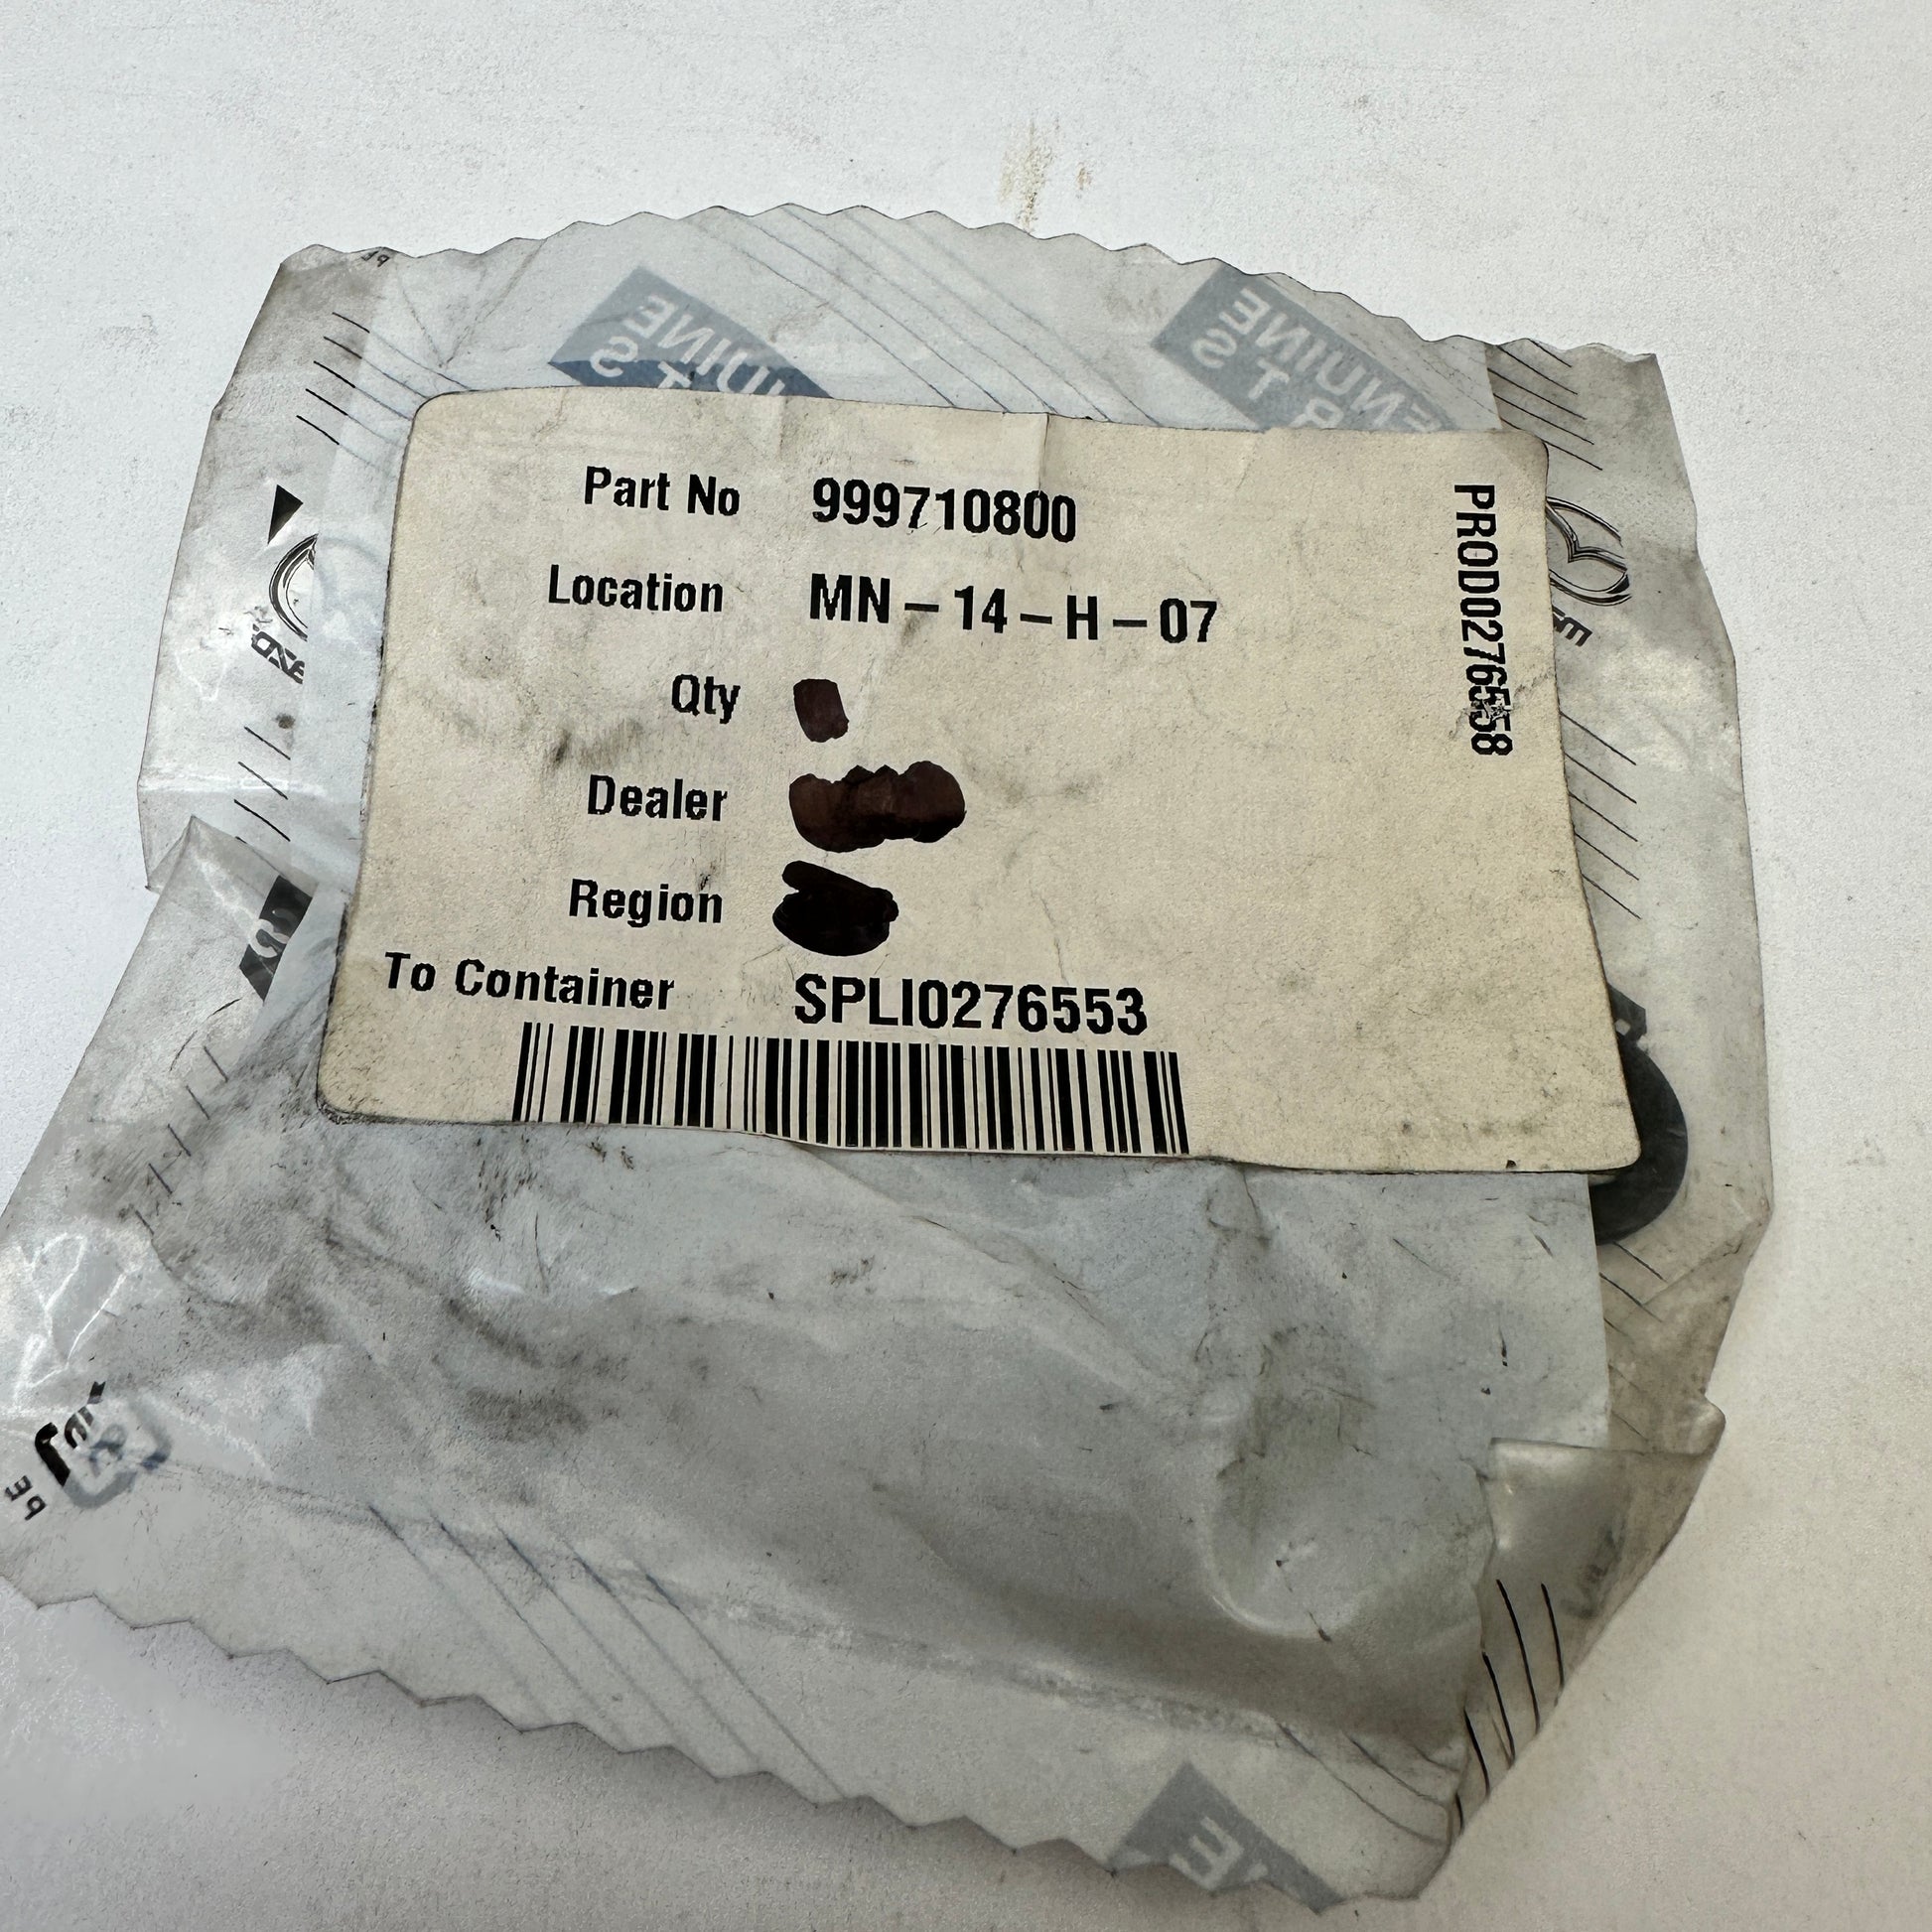 Part No 999710800
Location MN-14-H-07
Qty
Dealer
Region
To Container SPLI0276553
PROD0276558